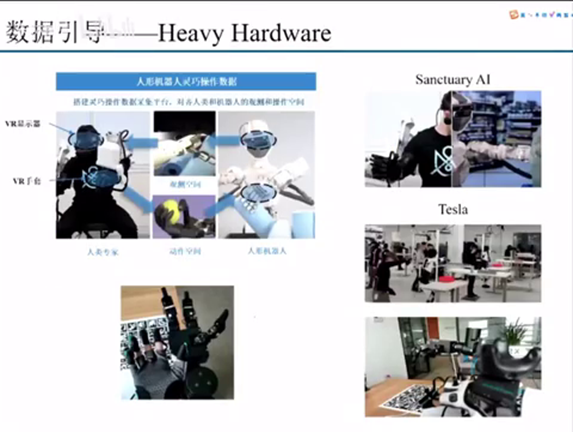 数据引导——Heavy Hardware
人形机器人灵巧操作数据
搭建灵巧操作数据采集平台，对齐人类和机器人的观测和操作空间
VR显示器
VR手套
观测空间
人类专家
动作空间
人形机器人
Sanctuary AI
Tesla